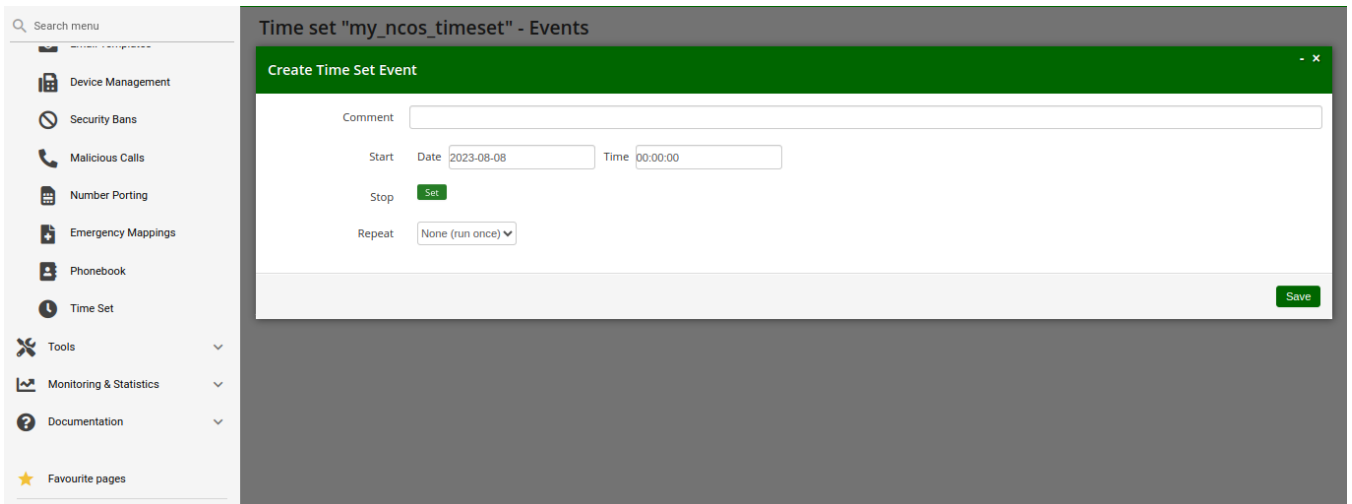 Search menu
Email Templates
Device Management
Security Bans
Malicious Calls
Number Porting
Emergency Mappings
Phonebook
Time Set
Tools
Monitoring & Statistics
Documentation
Favourite pages
Time set "my_ncos_timeset" - Events
Create Time Set Event
- ×
Comment
Start Date 2023-08-08 Time 00:00:00
Stop Set
Repeat None (run once)
Save